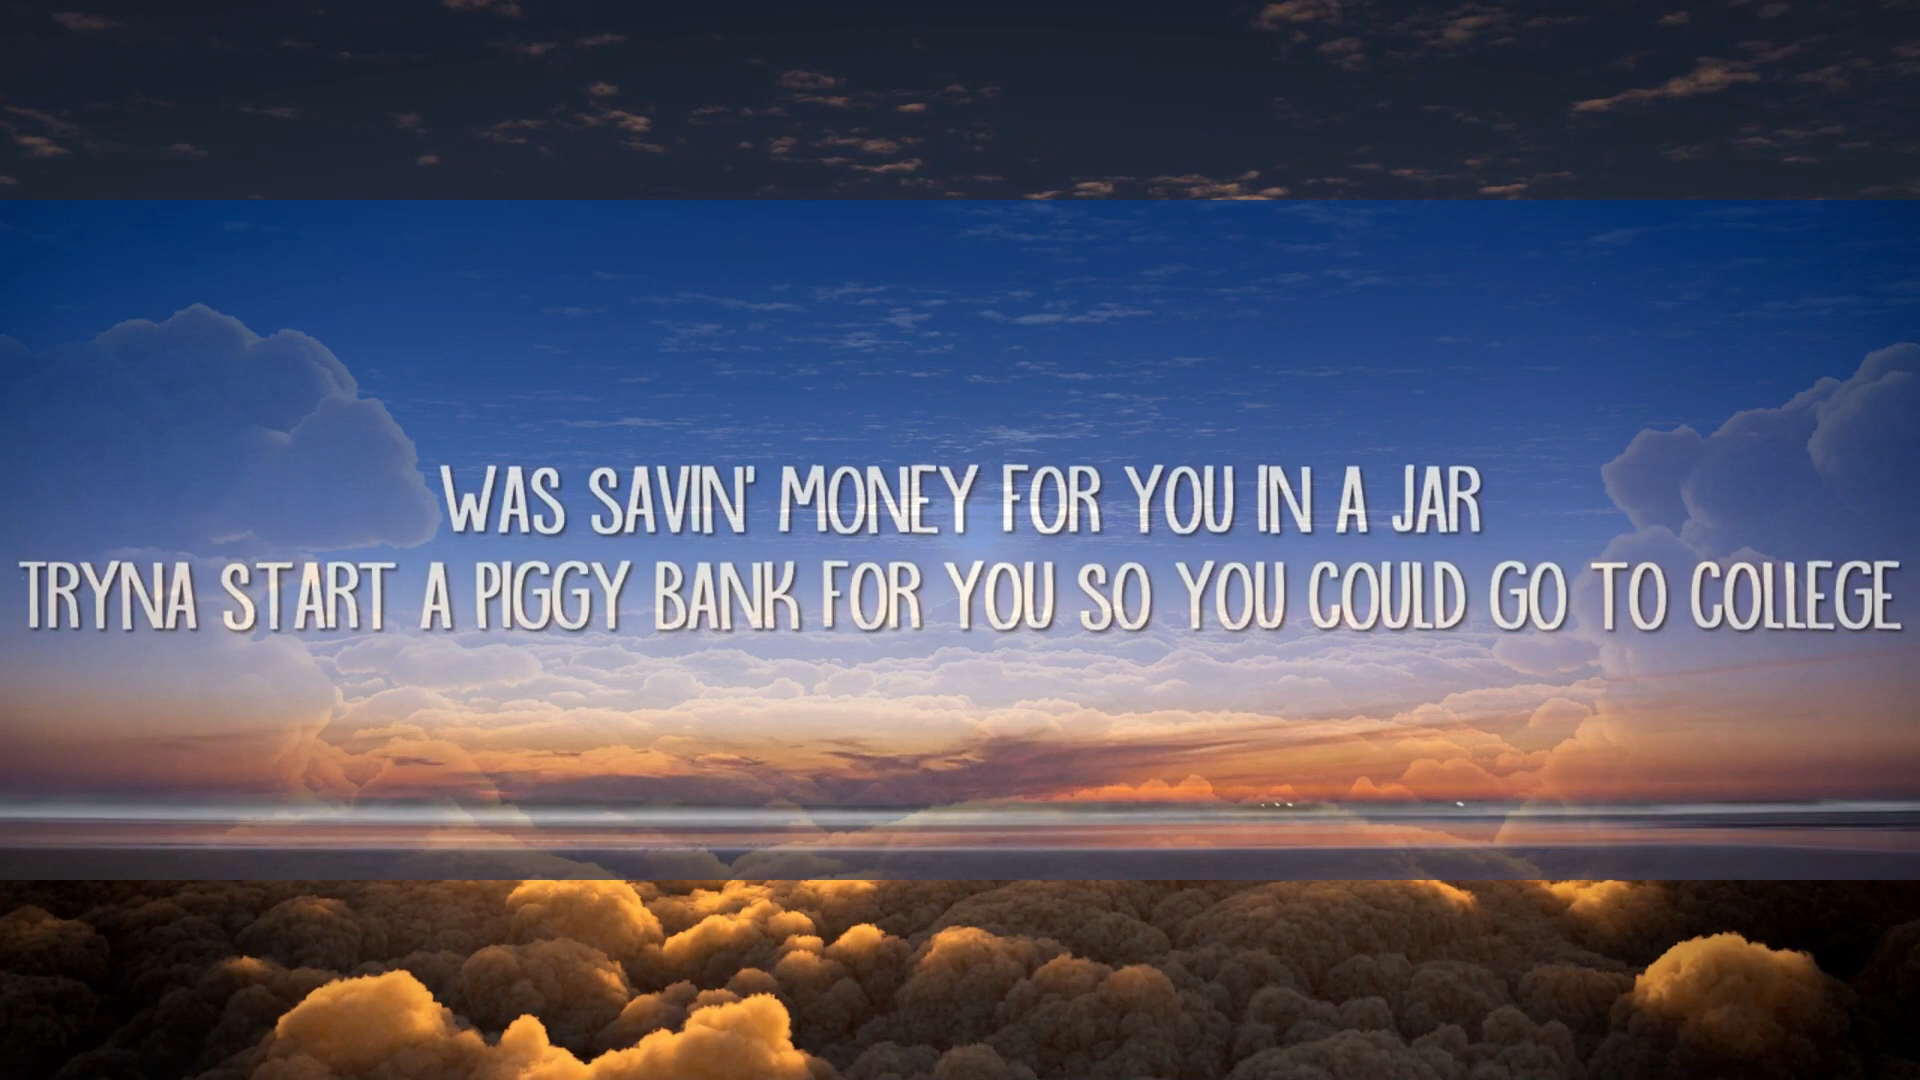 WAS SAVIN' MONEY FOR YOU IN A JAR
TRYNA START A PIGGY BANK FOR YOU SO YOU COULD GO TO COLLEGE